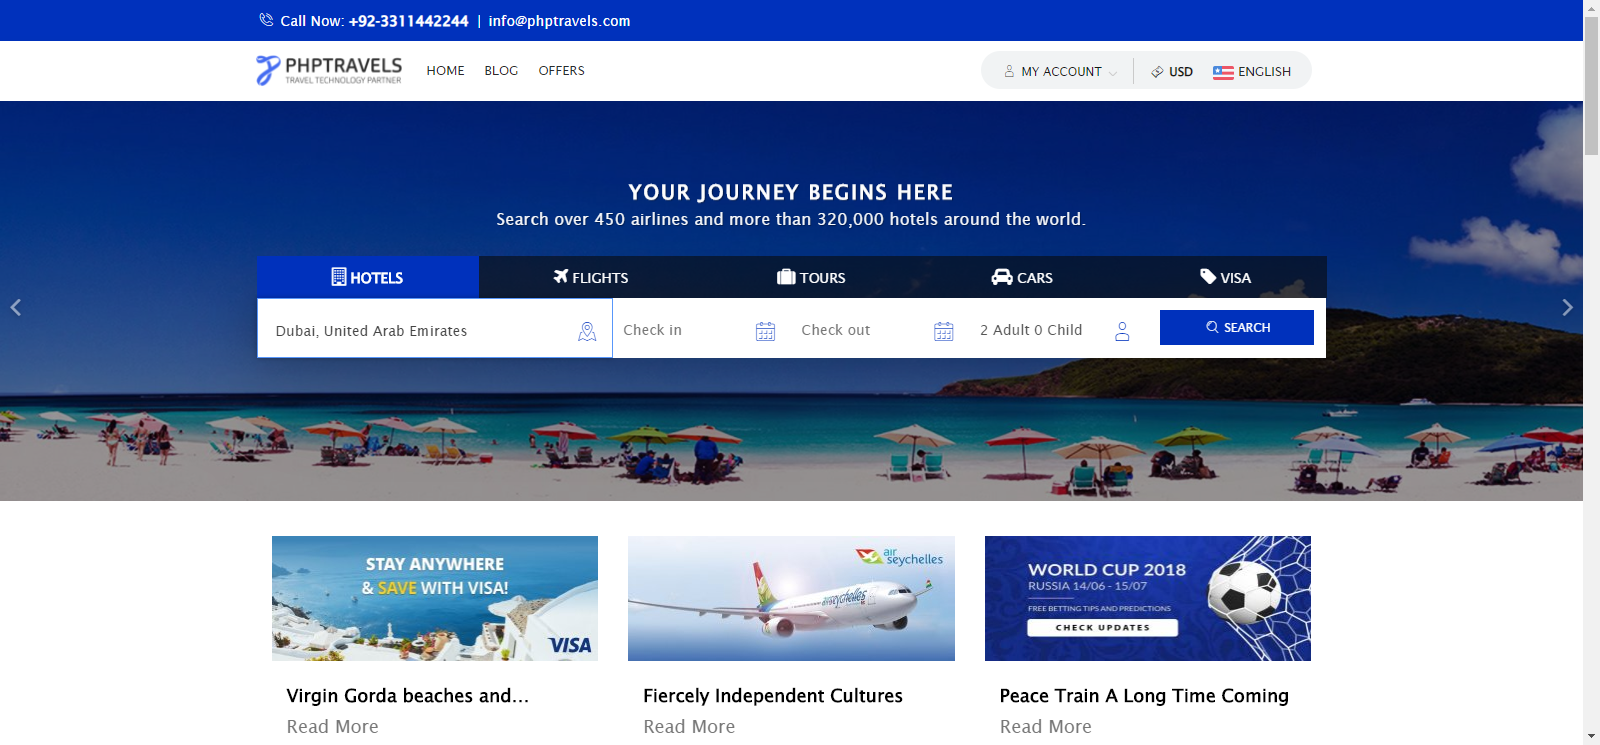 Call Now: +92-3311442244 | info@phptravels.com
PHPTRAVELS
TRAVEL TECHNOLOGY PARTNER
HOME BLOG OFFERS
MY ACCOUNT USD ENGLISH
YOUR JOURNEY BEGINS HERE
Search over 450 airlines and more than 320,000 hotels around the world.
HOTELS FLIGHTS TOURS CARS VISA
Dubai, United Arab Emirates Check in Check out 2 Adult 0 Child SEARCH
STAY ANYWHERE
& SAVE WITH VISA!
VISA
air seychelles
air seychelles
WORLD CUP 2018
RUSSIA 14/06 - 15/07
FREE BETTING TIPS AND PREDICTIONS
CHECK UPDATES
Virgin Gorda beaches and...
Read More
Fiercely Independent Cultures
Read More
Peace Train A Long Time Coming
Read More